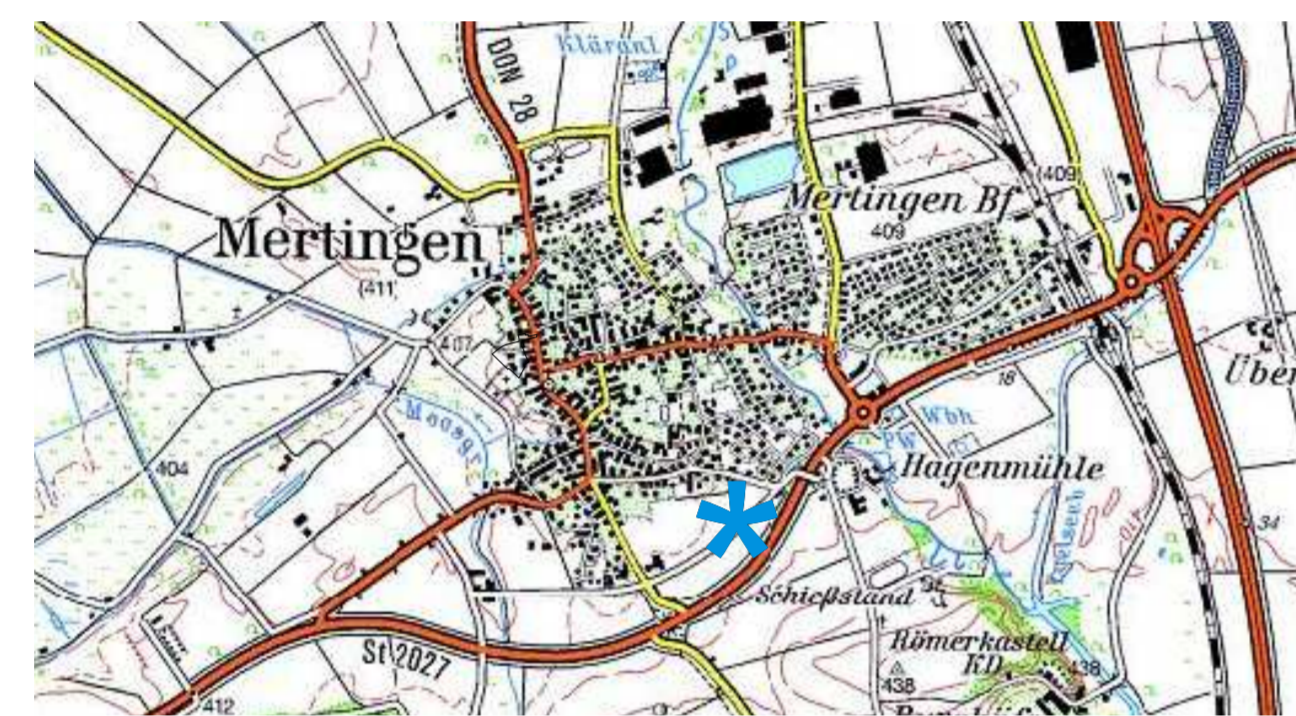 Kläranl
DON 28
Mertingen Bf
(409)
409
Mertingen
(411)
407
Über
18
Wbh
PW
Moosgr
404
Hagenmühle
34
Schießstand
Römerkastell
KD
438
438
St 2027
412